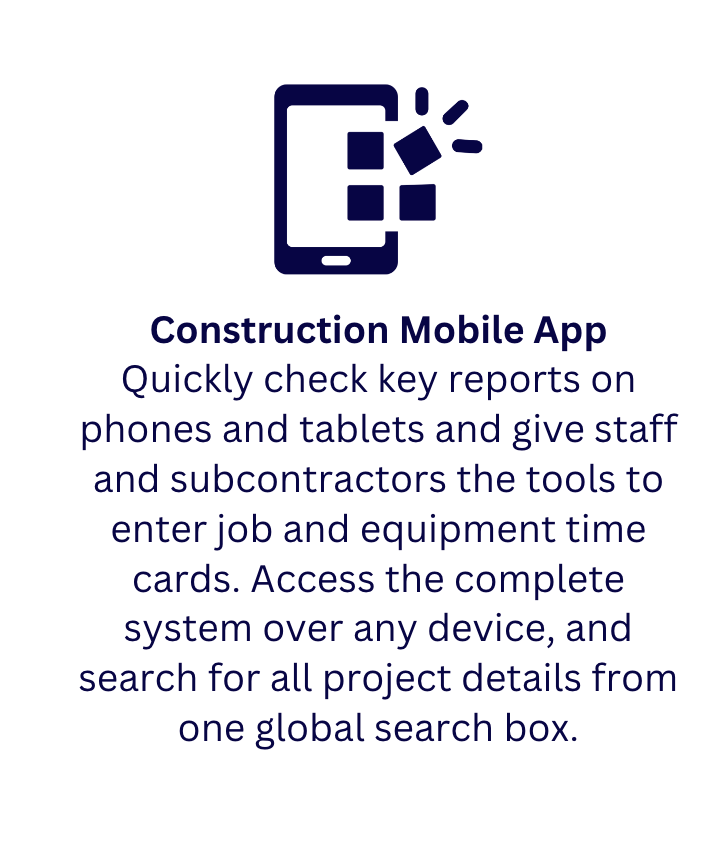 Construction Mobile App
Quickly check key reports on
phones and tablets and give staff
and subcontractors the tools to
enter job and equipment time
cards. Access the complete
system over any device, and
search for all project details from
one global search box.